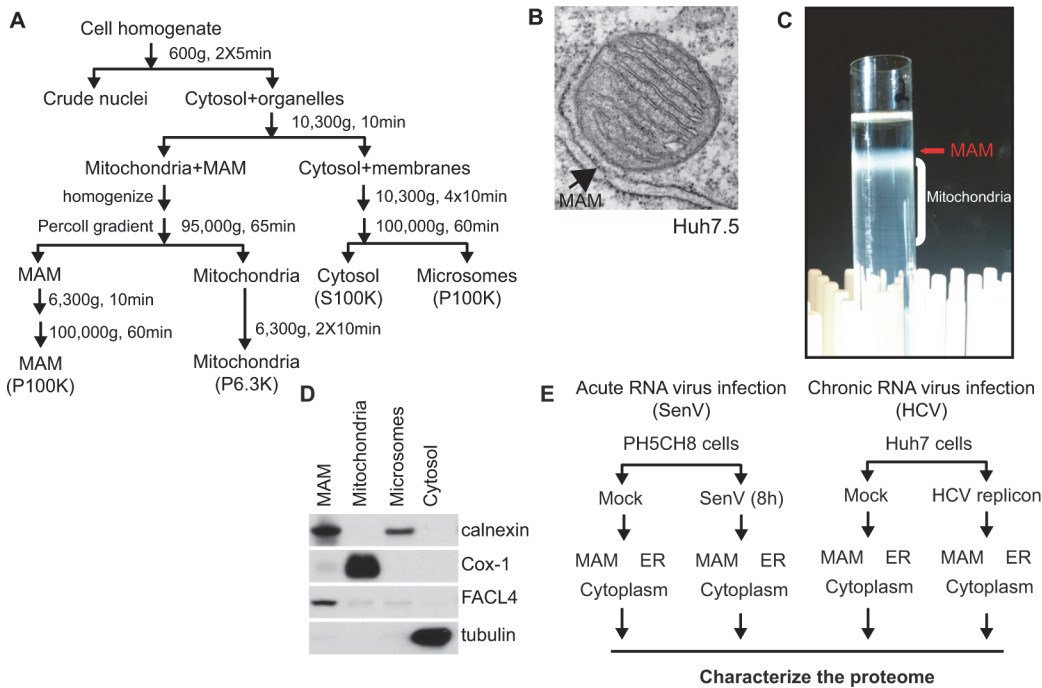 A
Cell homogenate
600g, 2X5min
Crude nuclei
Cytosol+organelles
10,300g, 10min
Mitochondria+MAM
Cytosol+membranes
homogenize
10,300g, 4x10min
Percoll gradient
95,000g, 65min
100,000g, 60min
MAM
Mitochondria
Cytosol
(S100K)
Microsomes
(P100K)
6,300g, 10min
100,000g, 60min
6,300g, 2X10min
MAM
(P100K)
Mitochondria
(P6.3K)
B
MAM
Huh7.5
C
MAM
Mitochondria
D
MAM
Mitochondria
Microsomes
Cytosol
calnexin
Cox-1
FACL4
tubulin
E
Acute RNA virus infection
(SenV)
PH5CH8 cells
Mock
SenV (8h)
MAM ER
Cytoplasm
MAM ER
Cytoplasm
Chronic RNA virus infection
(HCV)
Huh7 cells
Mock
HCV replicon
MAM ER
Cytoplasm
MAM ER
Cytoplasm
Characterize the proteome